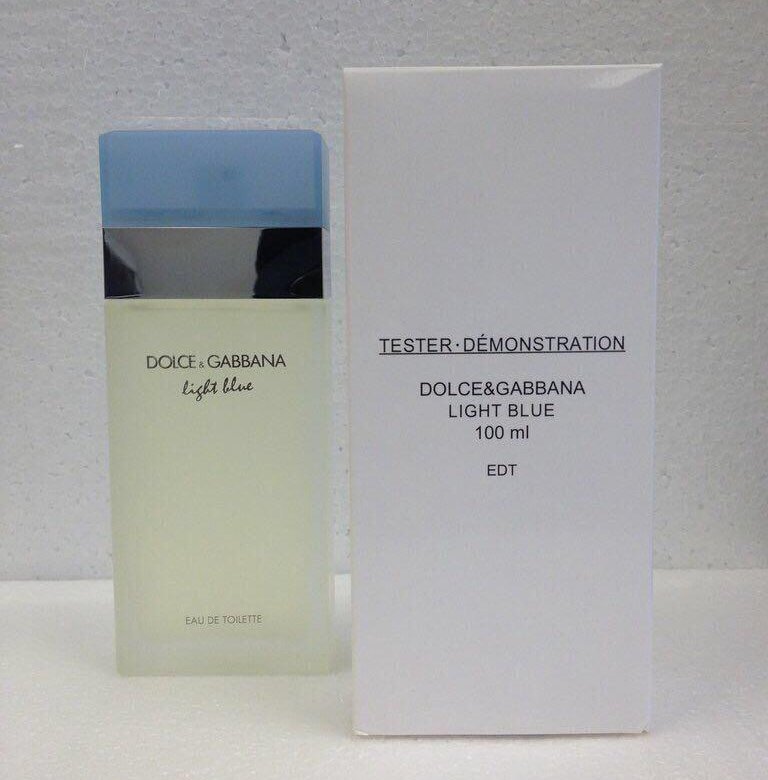 DOLCE & GABBANA
light blue
EAU DE TOILETTE
TESTER·DÉMONSTRATION
DOLCE&GABBANA
LIGHT BLUE
100 ml
EDT